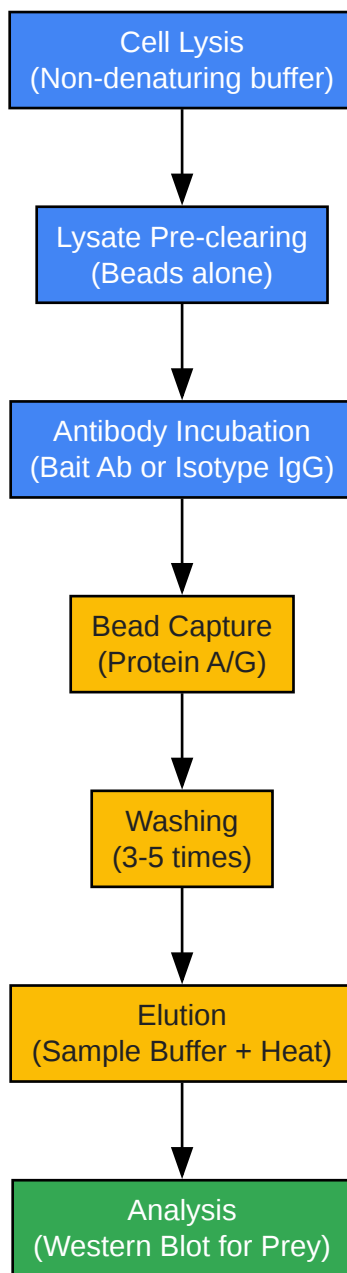 Cell Lysis
(Non-denaturing buffer)
Lysate Pre-clearing
(Beads alone)
Antibody Incubation
(Bait Ab or Isotype IgG)
Bead Capture
(Protein A/G)
Washing
(3-5 times)
Elution
(Sample Buffer + Heat)
Analysis
(Western Blot for Prey)